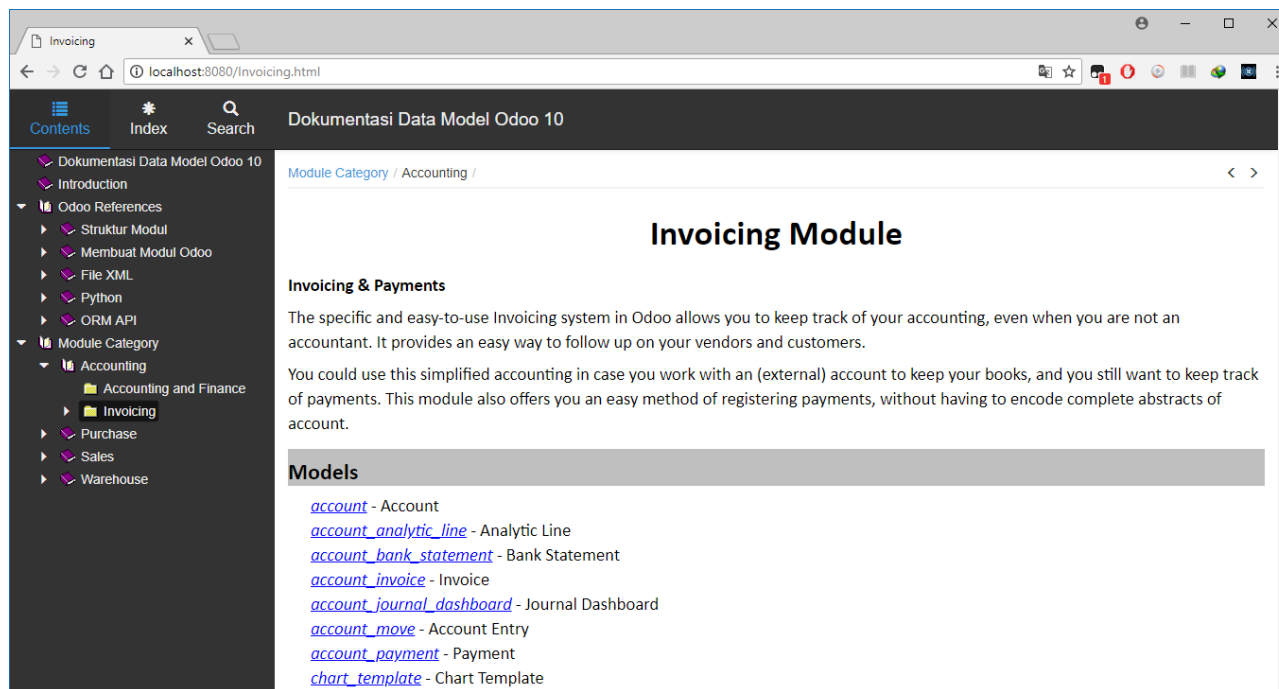 Invoicing
localhost:8080/Invoicing.html
1
Contents
Index
Search
Dokumentasi Data Model Odoo 10
Dokumentasi Data Model Odoo 10
Introduction
Odoo References
Struktur Modul
Membuat Modul Odoo
File XML
Python
ORM API
Module Category
Accounting
Accounting and Finance
Invoicing
Purchase
Sales
Warehouse
Module Category / Accounting /
Invoicing Module
Invoicing & Payments
The specific and easy-to-use Invoicing system in Odoo allows you to keep track of your accounting, even when you are not an
accountant. It provides an easy way to follow up on your vendors and customers.
You could use this simplified accounting in case you work with an (external) account to keep your books, and you still want to keep track
of payments. This module also offers you an easy method of registering payments, without having to encode complete abstracts of
account.
Models
account - Account
account_analytic_line - Analytic Line
account_bank_statement - Bank Statement
account_invoice - Invoice
account_journal_dashboard - Journal Dashboard
account_move - Account Entry
account_payment - Payment
chart_template - Chart Template